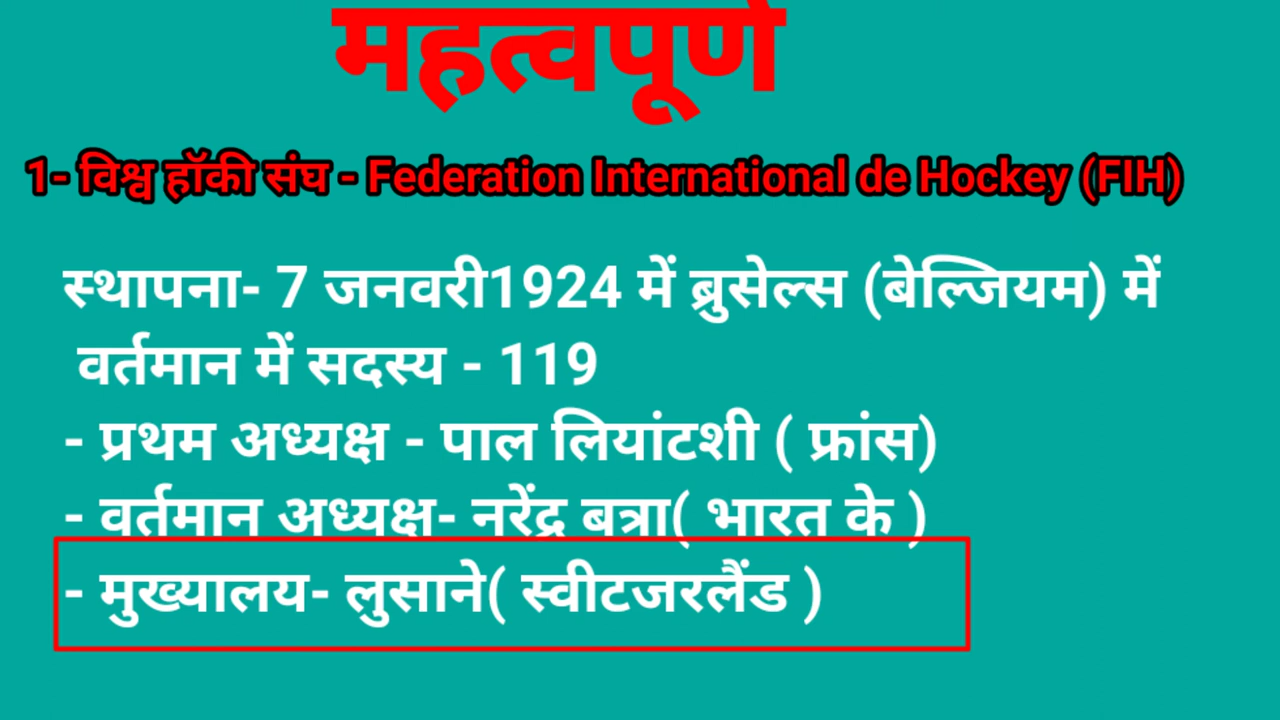 महत्वपूर्ण
1- विश्व हॉकी संघ - Federation International de Hockey (FIH)
स्थापना- 7 जनवरी1924 में ब्रुसेल्स (बेल्जियम) में
वर्तमान में सदस्य - 119
- प्रथम अध्यक्ष - पाल लियांटशी ( फ्रांस)
- वर्तमान अध्यक्ष- नरेंद्र बत्रा( भारत के )
- मुख्यालय- लुसाने( स्वीटजरलैंड )